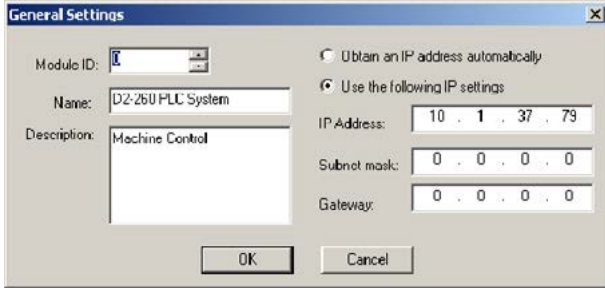 General Settings
Module ID: 0
Name: D2-260 PLC System
Description: Machine Control
Obtain an IP address automatically
Use the following IP settings
IP Address: 10 . 1 . 37 . 79
Subnet mask: 0 . 0 . 0 . 0
Gateway: 0 . 0 . 0 . 0
OK Cancel